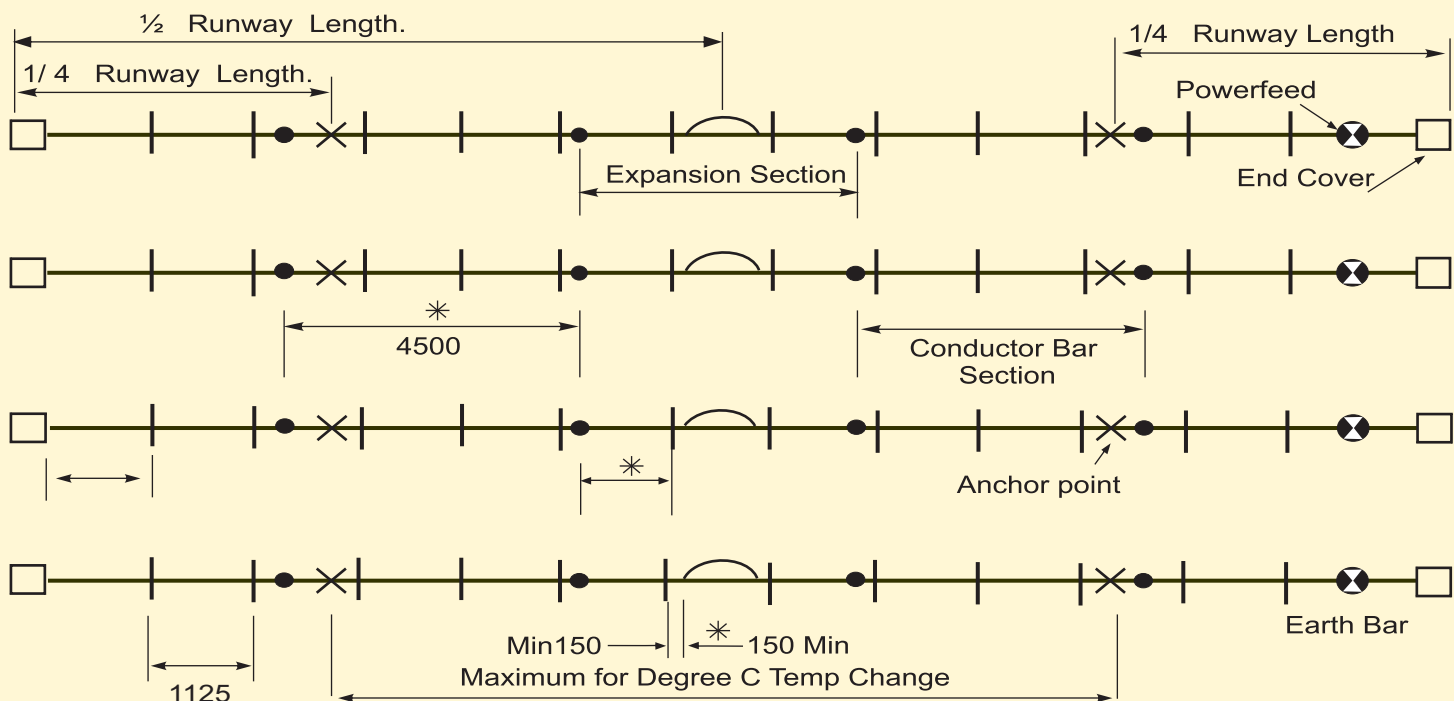 ½ Runway Length.
1/4 Runway Length
1/ 4 Runway Length.
Powerfeed
Expansion Section
End Cover
4500
Conductor Bar
Section
Anchor point
Earth Bar
Min150
150 Min
Maximum for Degree C Temp Change
1125